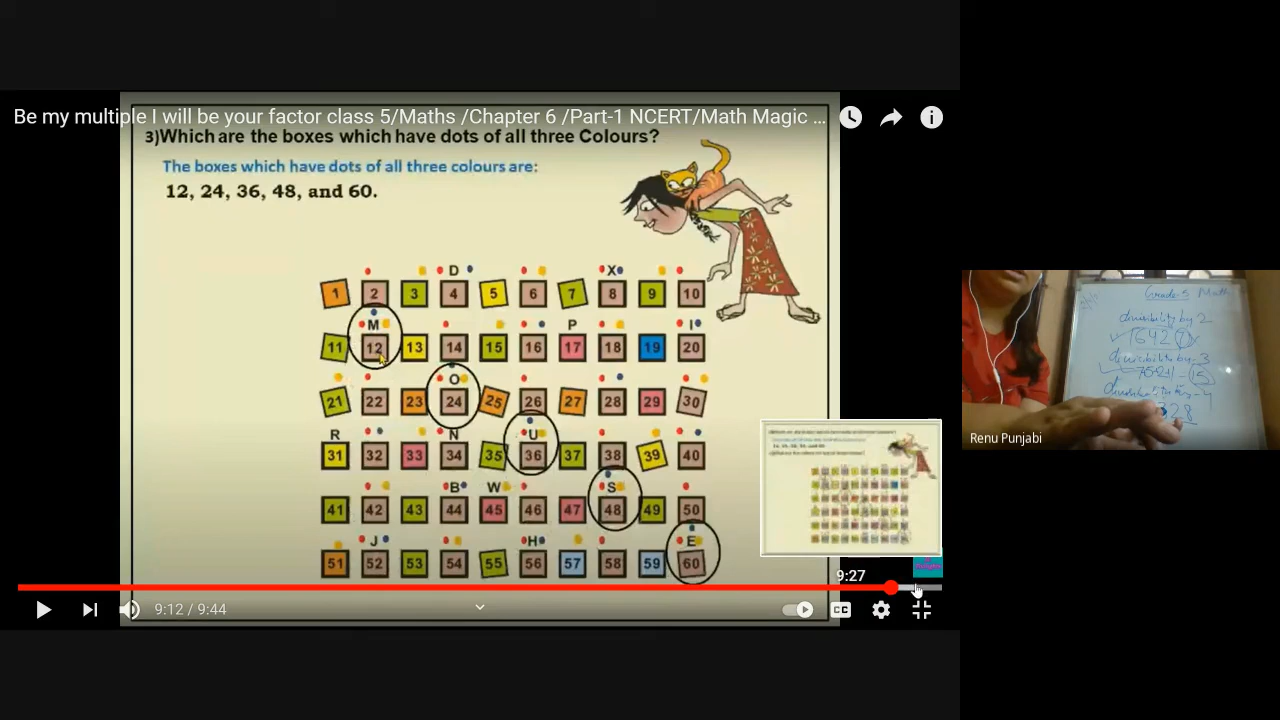 Be my multiple I will be your factor class 5/Maths /Chapter 6 /Part-1 NCERT/Math Magic ...
3)Which are the boxes which have dots of all three Colours?
The boxes which have dots of all three colours are:
12, 24, 36, 48, and 60.
D X
1 2 3 4 5 6 7 8 9 10
M P I
11 12 13 14 15 16 17 18 19 20
O
21 22 23 24 25 26 27 28 29 30
R N U
31 32 33 34 35 36 37 38 39 40
B W S
41 42 43 44 45 46 47 48 49 50
J H E
51 52 53 54 55 56 57 58 59 60
9:27
9:12 / 9:44
CC
Grade-5 Math
divisibility by 2
divisibility by-3
328
Renu Punjabi